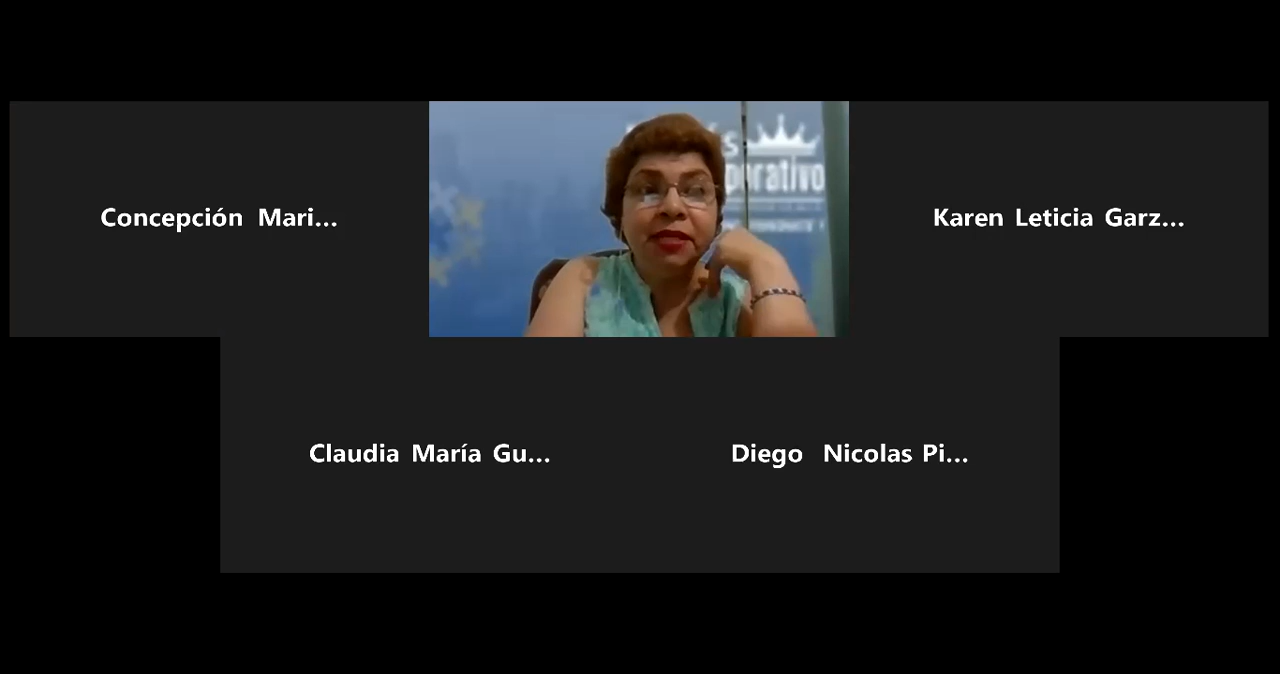 Concepción Mari...
Karen Leticia Garz...
Claudia María Gu...
Diego Nicolas Pi...